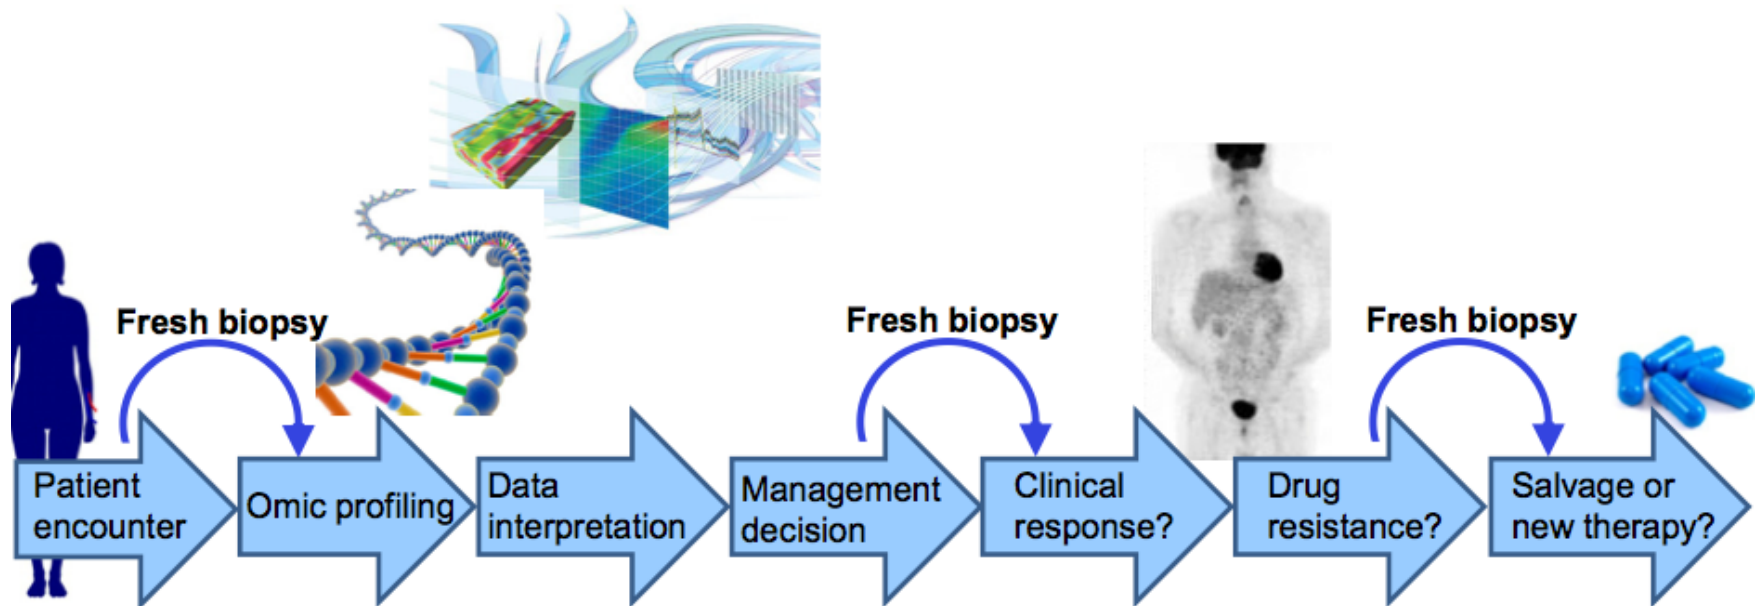 Fresh biopsy
Fresh biopsy
Fresh biopsy
Patient
encounter
Omic profiling
Data
interpretation
Management
decision
Clinical
response?
Drug
resistance?
Salvage or
new therapy?